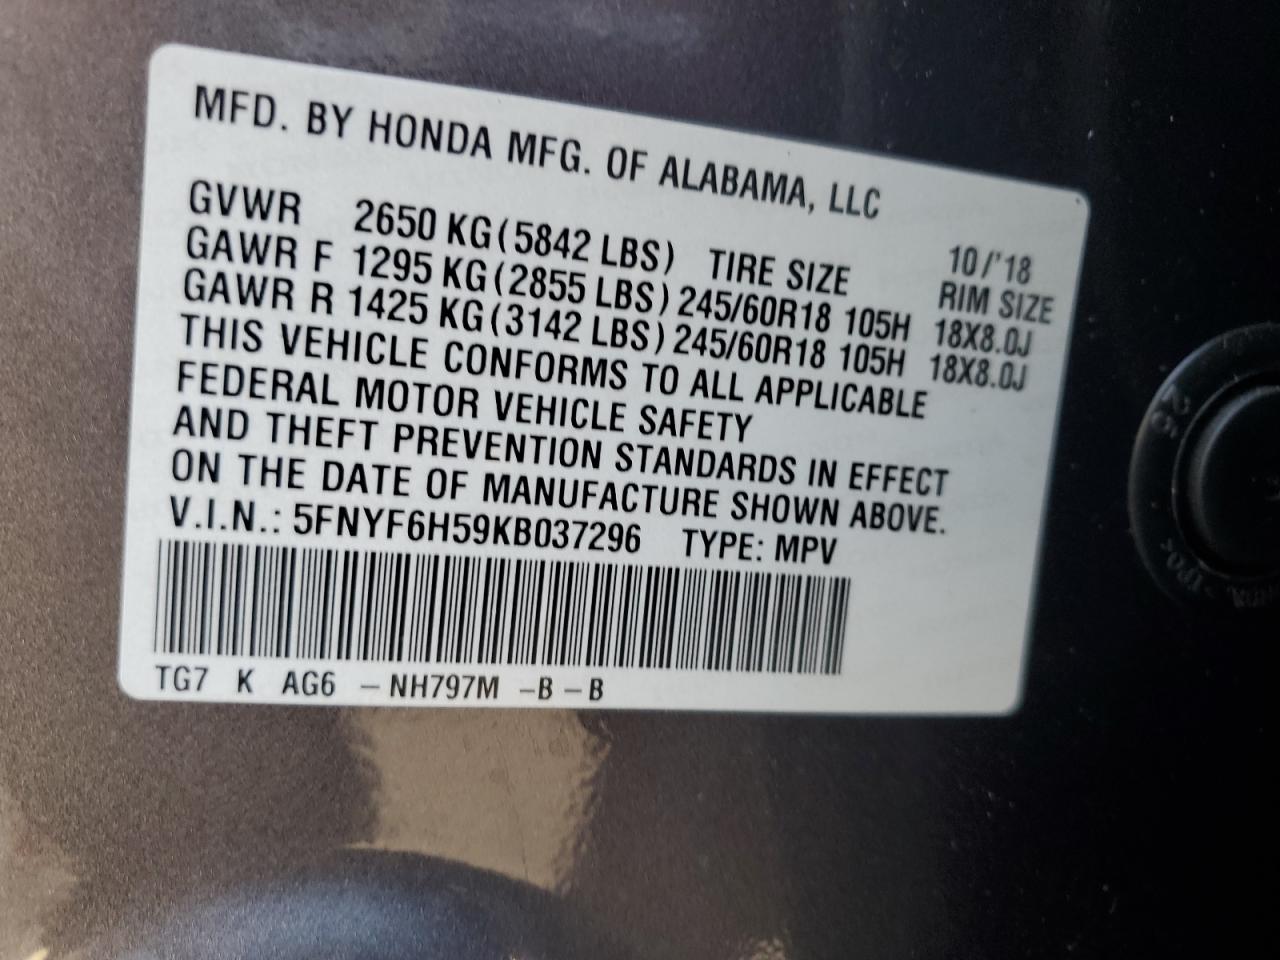 MFD. BY HONDA MFG. OF ALABAMA, LLC
10/'18
GVWR 2650 KG(5842 LBS) TIRE SIZE RIM SIZE
GAWR F 1295 KG(2855 LBS) 245/60R18 105H 18X8.0J
GAWR R 1425 KG(3142 LBS) 245/60R18 105H 18X8.0J
THIS VEHICLE CONFORMS TO ALL APPLICABLE
FEDERAL MOTOR VEHICLE SAFETY
AND THEFT PREVENTION STANDARDS IN EFFECT
ON THE DATE OF MANUFACTURE SHOWN ABOVE.
V.I.N.: 5FNYF6H59KB037296 TYPE: MPV
TG7 K AG6 – NH797M –B –B